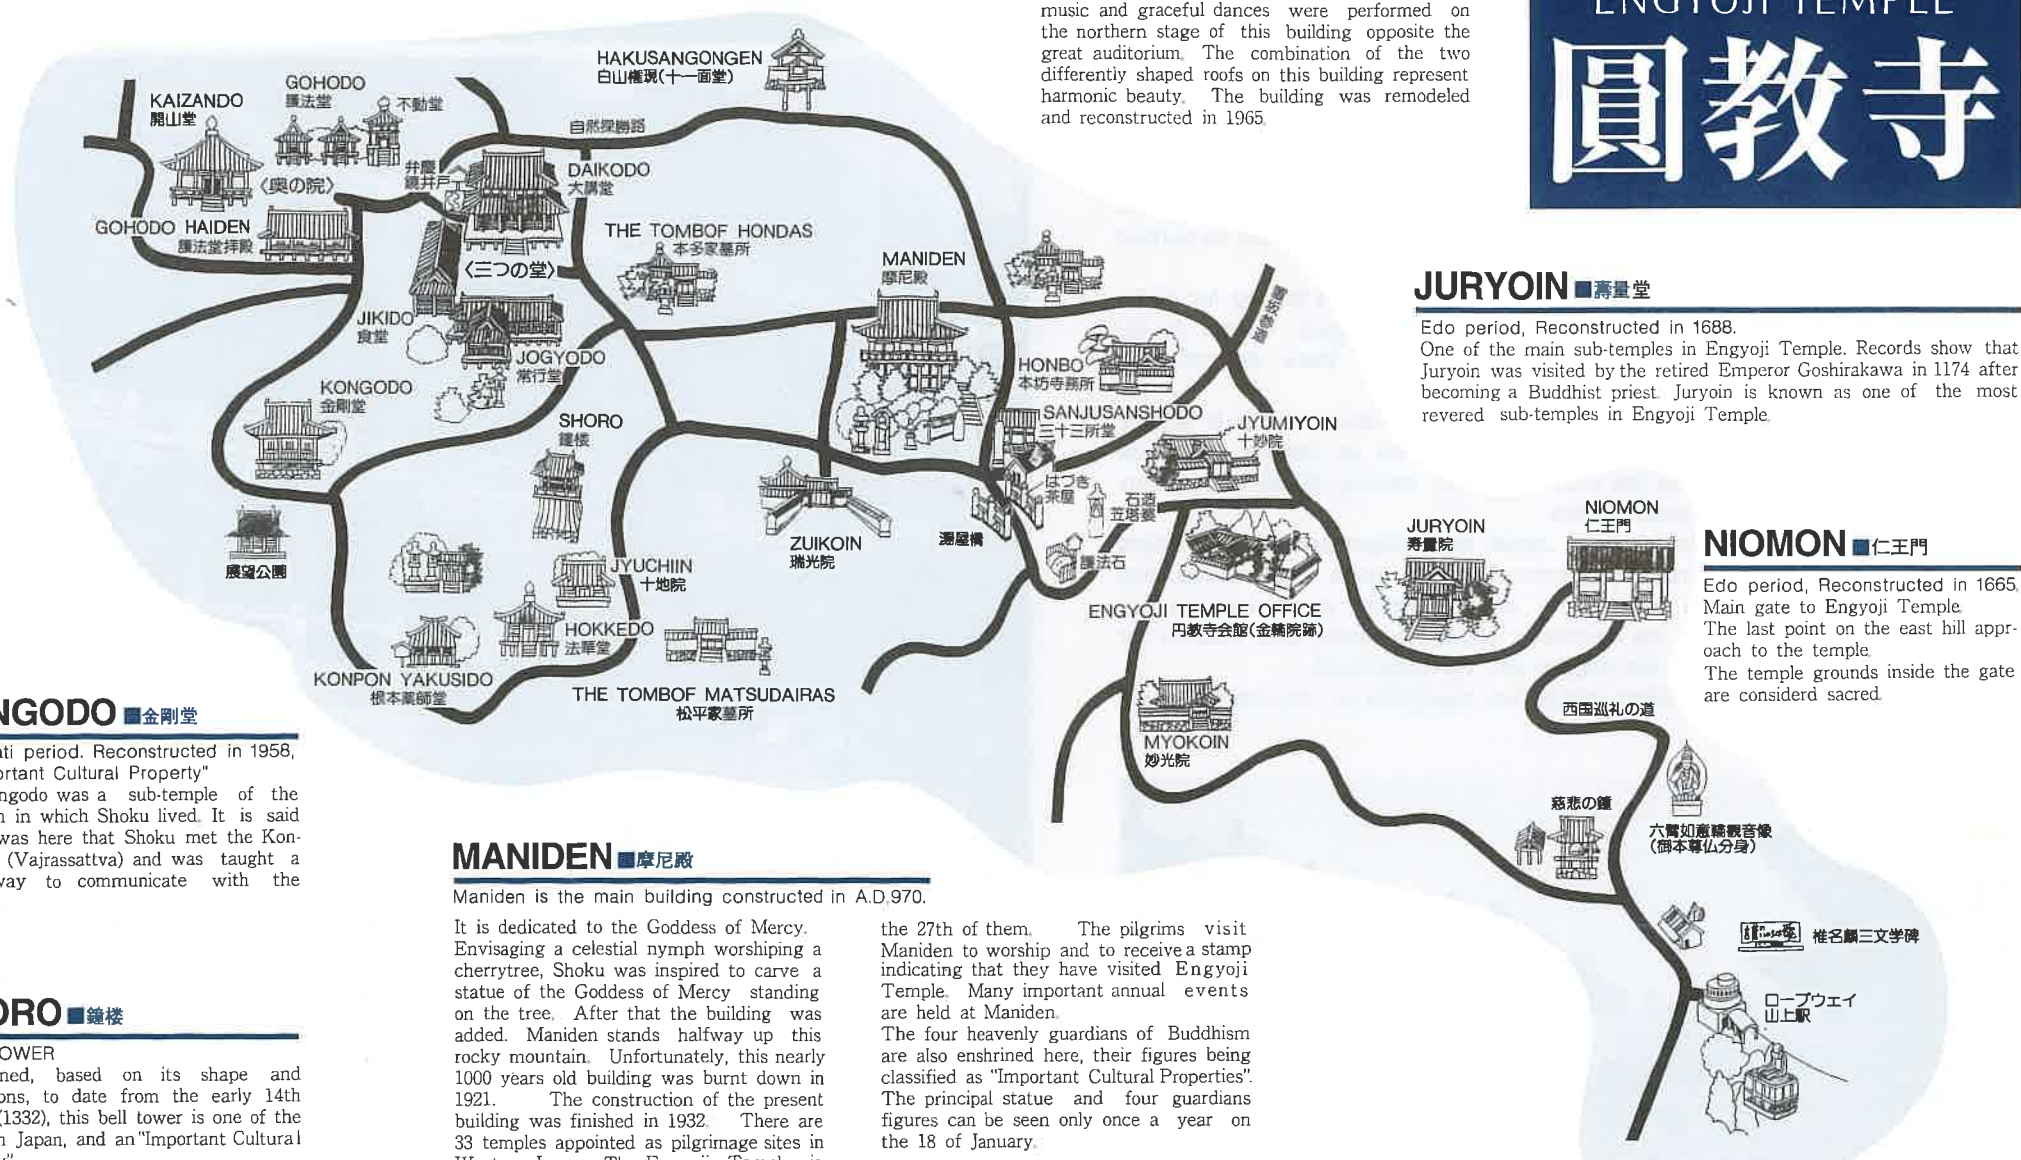 music and graceful dances were performed on
the northern stage of this building opposite the
great auditorium. The combination of the two
differently shaped roofs on this building represent
harmonic beauty. The building was remodeled
and reconstructed in 1965.
ENGYOJI TEMPLE
圓教寺
HAKUSANGONGEN
白山権現(十一面堂)
GOHODO
護法堂
不動堂
KAIZANDO
開山堂
〈奥の院〉
自然探勝路
弁慶
鏡井戸
DAIKODO
大講堂
GOHODO HAIDEN
護法堂拝殿
〈三つの堂〉
THE TOMBOF HONDAS
本多家墓所
MANIDEN
摩尼殿
JIKIDO
食堂
JOGYODO
常行堂
KONGODO
金剛堂
SHORO
鐘楼
HONBO
本坊寺務所
SANJUSANSHODO
三十三所堂
JYUMIYOIN
十妙院
はづき
茶屋
石造
笠塔婆
湯屋橋
護法石
ZUIKOIN
瑞光院
展望公園
JYUCHIIN
十地院
HOKKEDO
法華堂
KONPON YAKUSIDO
根本薬師堂
THE TOMBOF MATSUDAIRAS
松平家墓所
ENGYOJI TEMPLE OFFICE
円教寺会館(金輪院跡)
MYOKOIN
妙光院
JURYOIN
寿量院
NIOMON
仁王門
西国巡礼の道
慈悲の鐘
六臂如意輪観音像
(御本尊仏分身)
椎名麟三文学碑
ロープウエイ
山上駅
JURYOIN ■壽量堂
Edo period, Reconstructed in 1688.
One of the main sub-temples in Engyoji Temple. Records show that
Juryoin was visited by the retired Emperor Goshirakawa in 1174 after
becoming a Buddhist priest. Juryoin is known as one of the most
revered sub-temples in Engyoji Temple.
NIOMON ■仁王門
Edo period, Reconstructed in 1665.
Main gate to Engyoji Temple.
The last point on the east hill appr-
oach to the temple.
The temple grounds inside the gate
are considerd sacred.
NGODO ■金剛堂
ati period. Reconstructed in 1958,
ortant Cultural Property"
ngodo was a sub-temple of the
n in which Shoku lived. It is said
was here that Shoku met the Kon-
(Vajrassattva) and was taught a
way to communicate with the
ORO ■鐘楼
OWER
ned, based on its shape and
ons, to date from the early 14th
(1332), this bell tower is one of the
n Japan, and an "Important Cultural
MANIDEN ■摩尼殿
Maniden is the main building constructed in A.D.970.
It is dedicated to the Goddess of Mercy.
Envisaging a celestial nymph worshiping a
cherrytree, Shoku was inspired to carve a
statue of the Goddess of Mercy standing
on the tree. After that the building was
added. Maniden stands halfway up this
rocky mountain. Unfortunately, this nearly
1000 years old building was burnt down in
1921. The construction of the present
building was finished in 1932. There are
33 temples appointed as pilgrimage sites in
the 27th of them. The pilgrims visit
Maniden to worship and to receive a stamp
indicating that they have visited Engyoji
Temple. Many important annual events
are held at Maniden.
The four heavenly guardians of Buddhism
are also enshrined here, their figures being
classified as "Important Cultural Properties".
The principal statue and four guardians
figures can be seen only once a year on
the 18 of January.